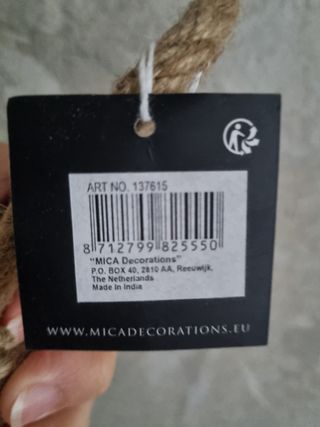 ART NO. 137615
8 712799 825550
"MICA Decorations"
P.O. BOX 40, 2810 AA, Reeuwijk,
The Netherlands
Made in India
WWW.MICADECORATIONS.EU